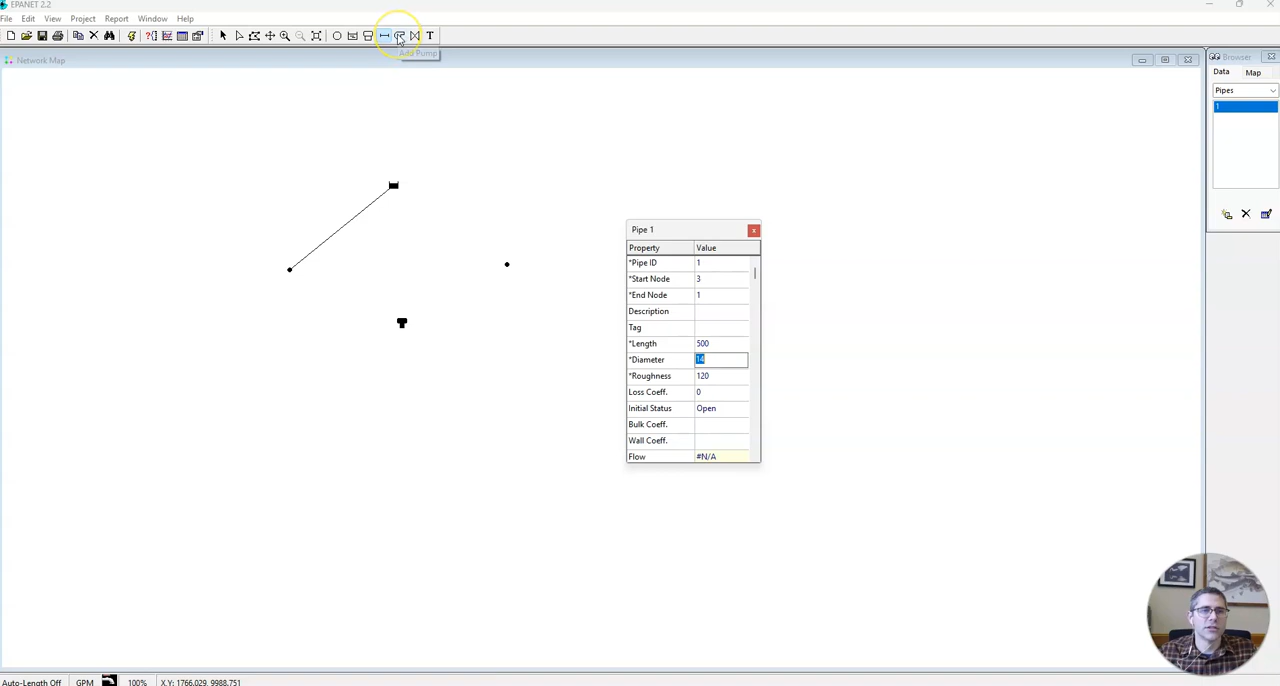 EPANET 2.2
File Edit View Project Report Window Help
T
Add Pump
Network Map
Browser
Data Map
Pipes
1
Pipe 1
Property Value
*Pipe ID 1
*Start Node 3
*End Node 1
Description
Tag
*Length 500
*Diameter 14
*Roughness 120
Loss Coeff. 0
Initial Status Open
Bulk Coeff.
Wall Coeff.
Flow #N/A
Auto-Length Off GPM 100% X,Y: 1766.029, 9988.751